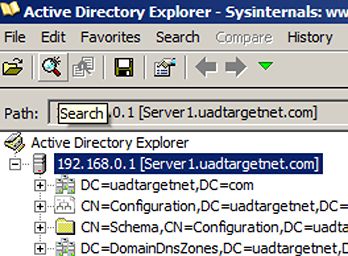 Active Directory Explorer - Sysinternals: ww
File Edit Favorites Search Compare History
Path: .0.1 [Server1.uadtargetnet.com]
Search
Active Directory Explorer
192.168.0.1 [Server1.uadtargetnet.com]
DC=uadtargetnet,DC=com
CN=Configuration,DC=uadtargetnet,DC=
CN=Schema,CN=Configuration,DC=uadta
DC=DomainDnsZones,DC=uadtargetnet,D